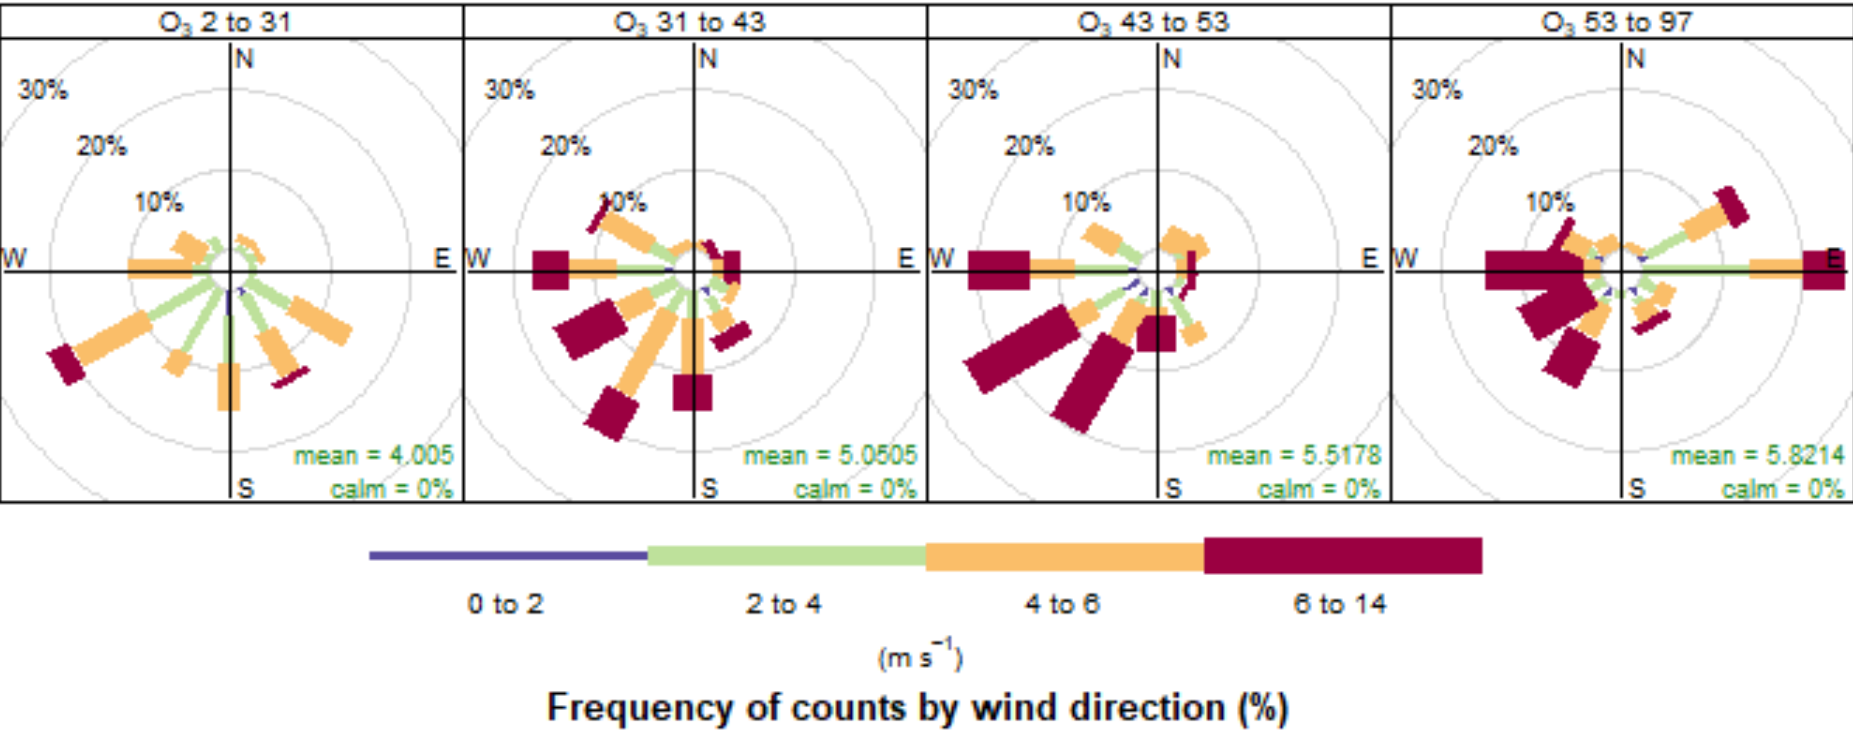 O₃ 2 to 31
O₃ 31 to 43
O₃ 43 to 53
O₃ 53 to 97
N
30%
20%
10%
W
E
mean = 4.005
calm = 0%
S
N
30%
20%
10%
W
E
mean = 5.0505
calm = 0%
S
N
30%
20%
10%
W
E
mean = 5.5178
calm = 0%
S
N
30%
20%
10%
W
E
mean = 5.8214
calm = 0%
S
0 to 2
2 to 4
4 to 6
6 to 14
(m s⁻¹)
Frequency of counts by wind direction (%)